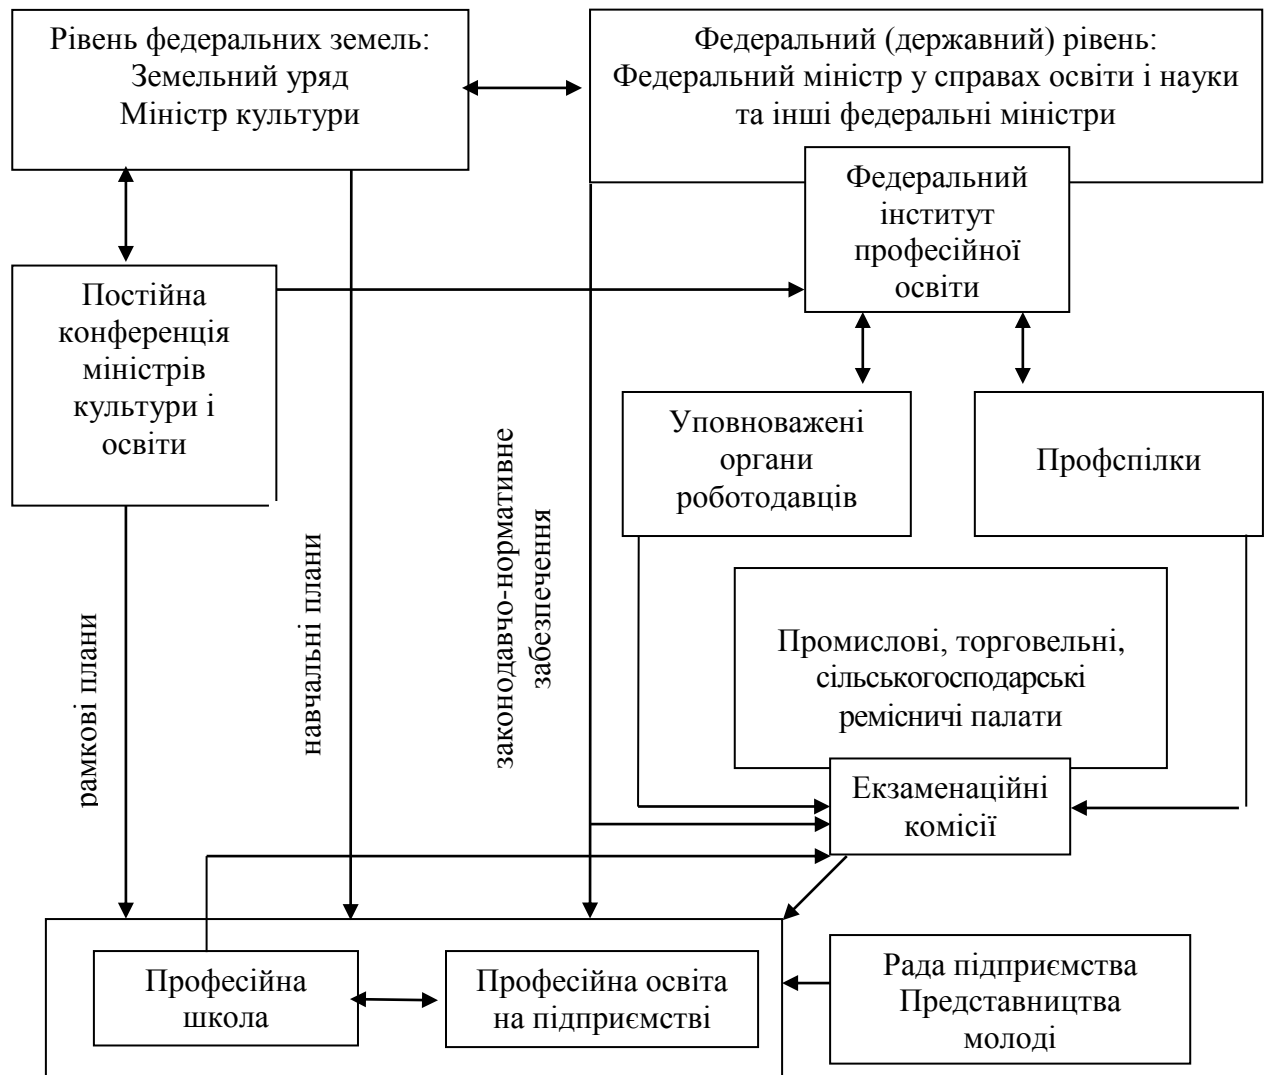 Рівень федеральних земель:
Земельний уряд
Міністр культури
Федеральний (державний) рівень:
Федеральний міністр у справах освіти і науки
та інші федеральні міністри
Федеральний
інститут
професійної
освіти
Постійна
конференція
міністрів
культури і
освіти
Уповноважені
органи
роботодавців
Профспілки
рамкові плани
навчальні плани
законодавчо-нормативне
забезпечення
Промислові, торговельні,
сільськогосподарські
ремісничі палати
Екзаменаційні
комісії
Професійна
школа
Професійна освіта
на підприємстві
Рада підприємства
Представництва
молоді